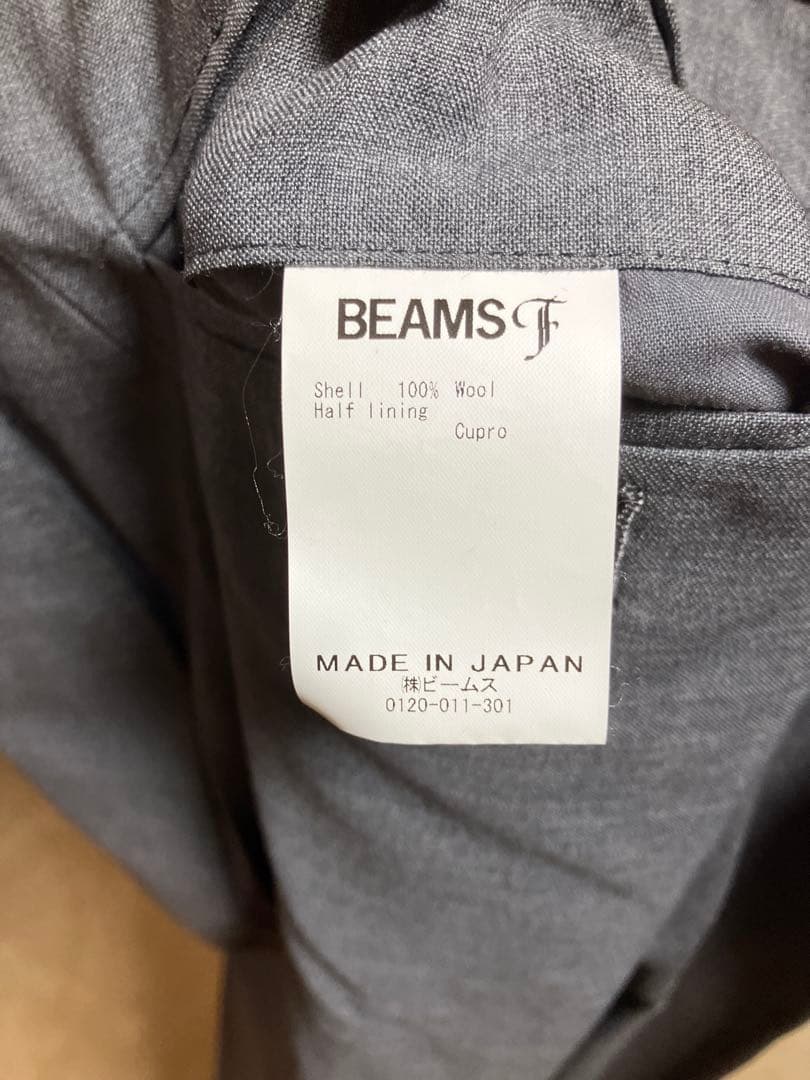 BEAMS F
Shell 100% Wool
Half lining
Cupro
MADE IN JAPAN
㈱ビームス
0120-011-301